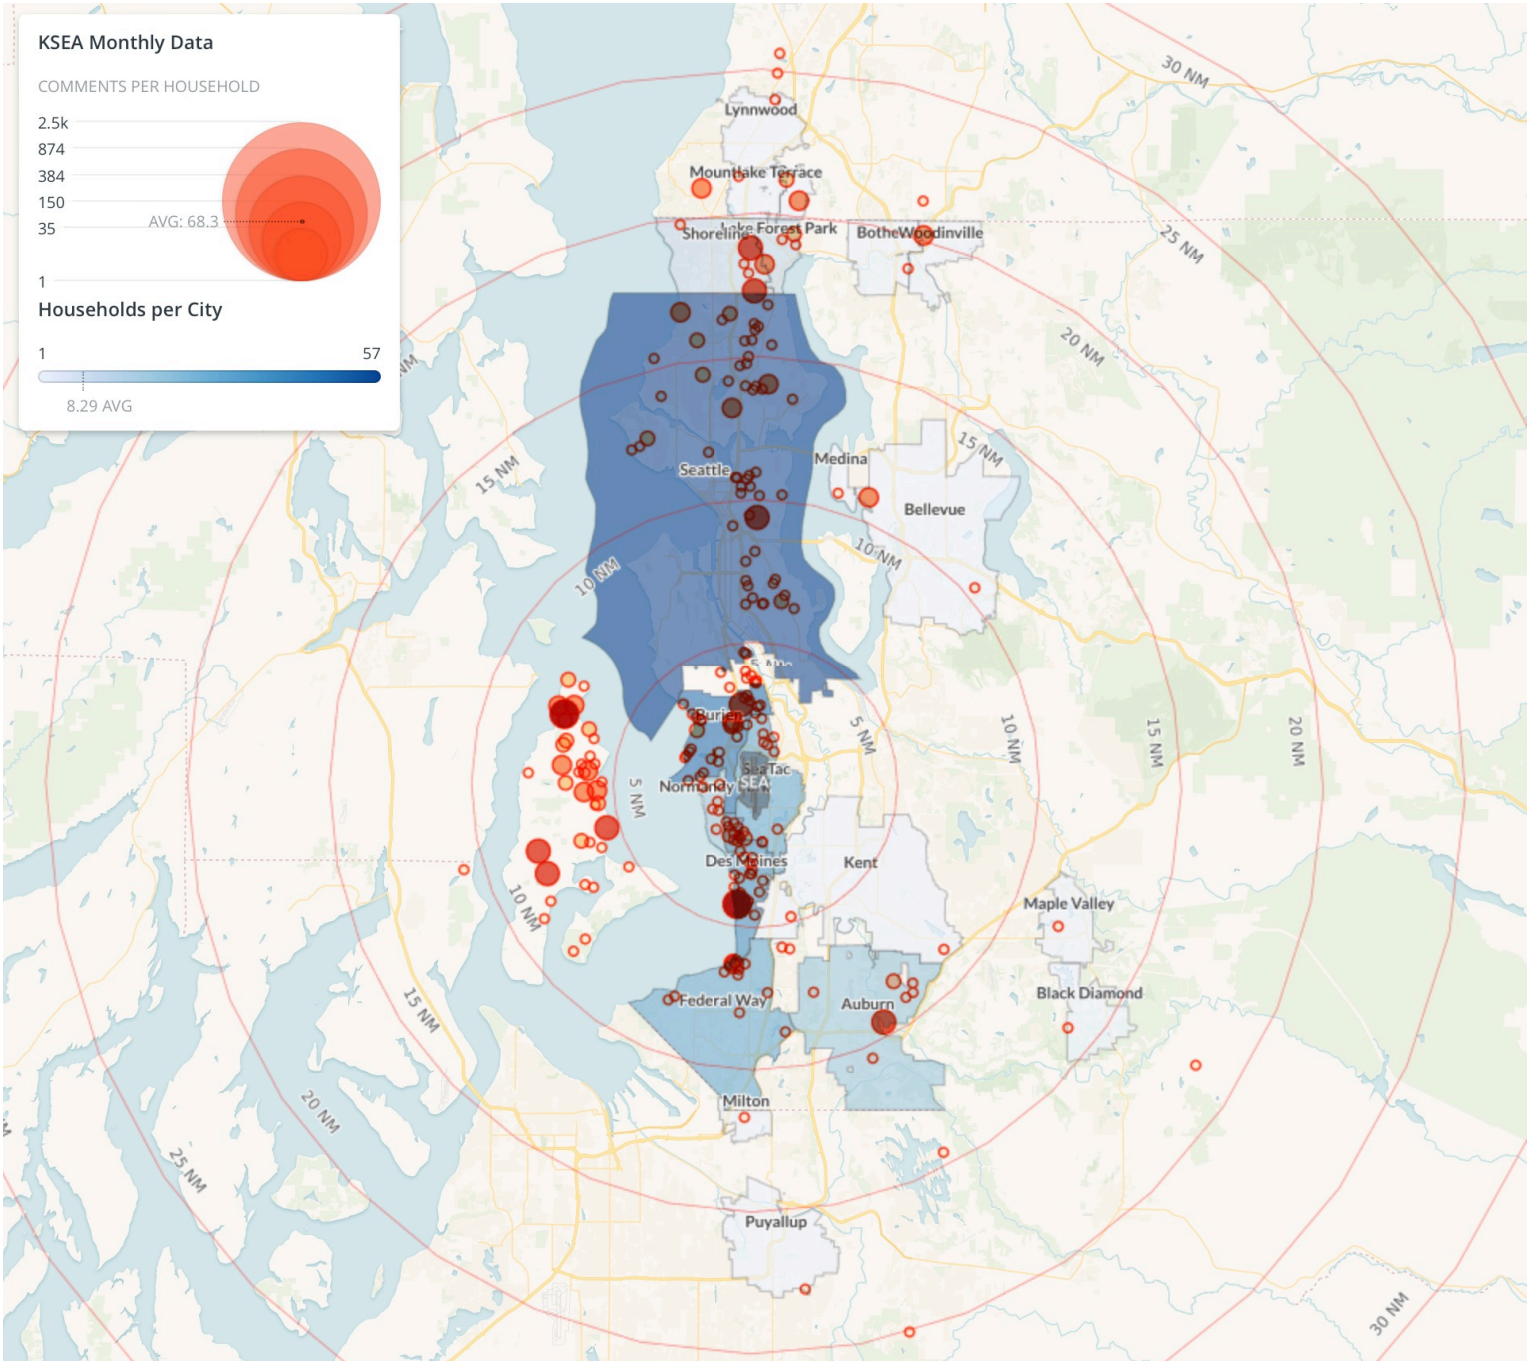 KSEA Monthly Data
COMMENTS PER HOUSEHOLD
2.5k
874
384
150
AVG: 68.3
35
1
Households per City
1 57
8.29 AVG
30 NM
Lynnwood
Mountlake Terrace
Lake Forest Park
Shoreline
Bothe
Woodinville
25 NM
20 NM
NM
15 NM
Medina
Seattle
15 NM
Bellevue
10 NM
10 NM
5 NM
Burien
5 NM
10 NM
15 NM
20 NM
SeaTac
SEA
Normandy
5 NM
Des Moines
Kent
10 NM
Maple Valley
Black Diamond
15 NM
Federal Way
Auburn
20 NM
Milton
25 NM
Puyallup
30 NM